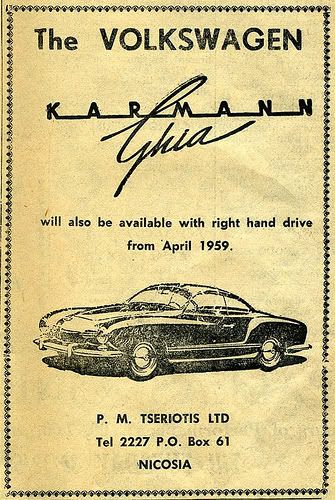 The VOLKSWAGEN
KARMANN
Ghia
will also be available with right hand drive
from April 1959.
P. M. TSERIOTIS LTD
Tel 2227 P.O. Box 61
NICOSIA